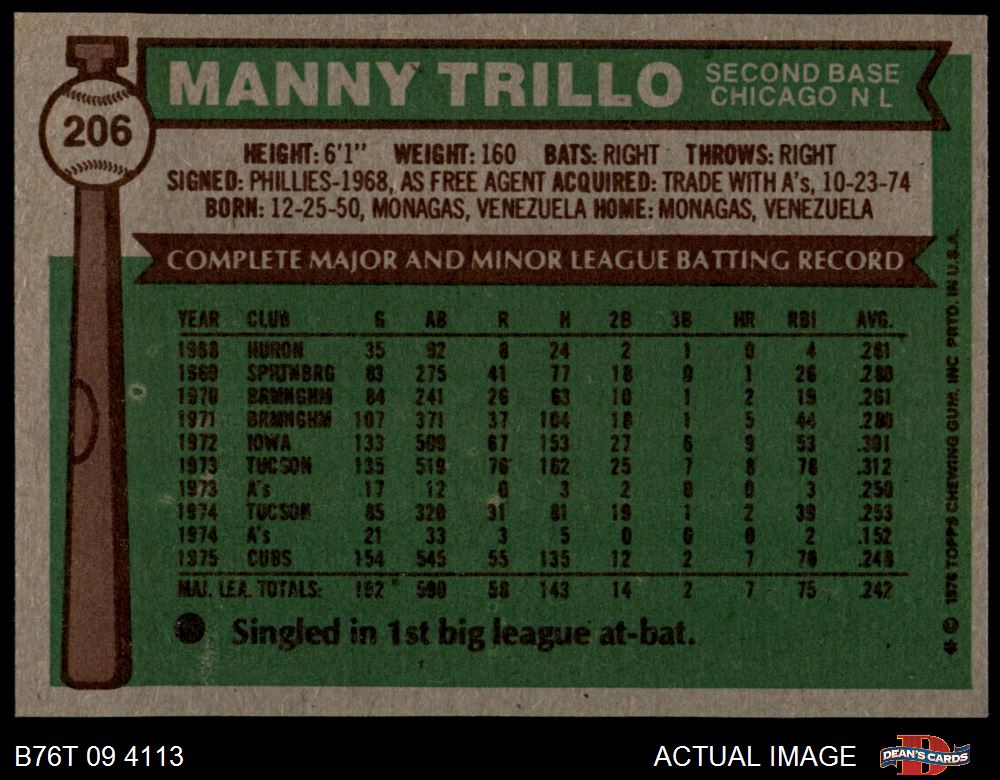 206
MANNY TRILLO
SECOND BASE
CHICAGO N L
HEIGHT: 6'1" WEIGHT: 160 BATS: RIGHT THROWS: RIGHT
SIGNED: PHILLIES-1968, AS FREE AGENT ACQUIRED: TRADE WITH A's, 10-23-74
BORN: 12-25-50, MONAGAS, VENEZUELA HOME: MONAGAS, VENEZUELA
COMPLETE MAJOR AND MINOR LEAGUE BATTING RECORD
YEAR CLUB G AB R H 2B 3B HR RBI AVG.
1968 HURON 35 92 8 24 2 1 0 4 .261
1969 SPRTNBRG 83 275 41 77 18 0 1 26 .280
1970 BRMNGHM 84 241 26 63 10 1 2 19 .261
1971 BRMNGHM 107 371 37 104 18 1 5 44 .280
1972 IOWA 133 509 67 153 27 6 9 53 .301
1973 TUCSON 135 519 76 162 25 7 8 78 .312
1973 A's 17 12 0 3 2 0 0 3 .250
1974 TUCSON 85 320 31 81 19 1 2 39 .253
1974 A's 21 33 3 5 0 0 0 2 .152
1975 CUBS 154 545 55 135 12 2 7 70 .248
MAJ. LEA. TOTALS: 192 590 58 143 14 2 7 75 .242
Singled in 1st big league at-bat.
© 1976 TOPPS CHEWING GUM, INC. PRTD. IN U.S.A.
B76T 09 4113
ACTUAL IMAGE
DEAN'S CARDS